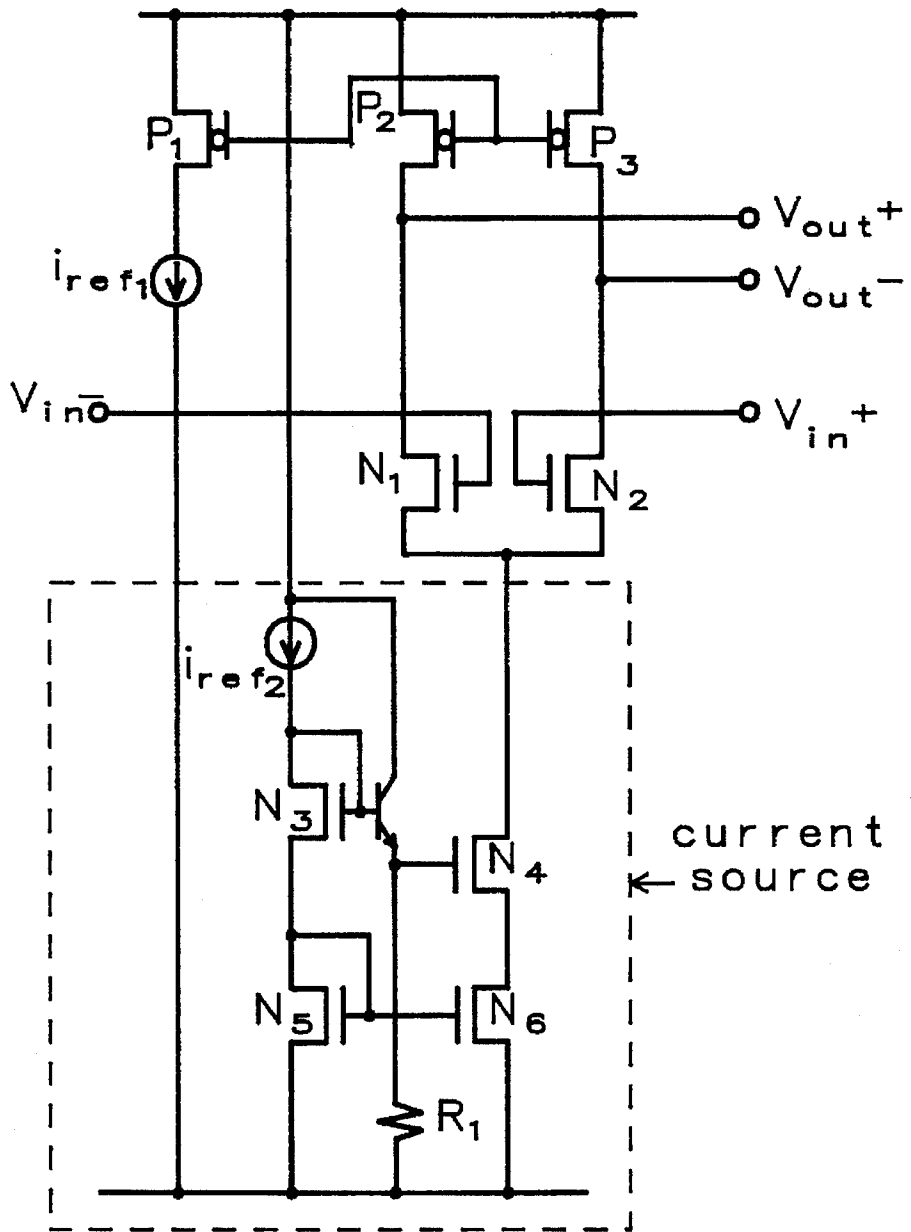 P1
P2
P3
Vout+
iref1
Vout-
Vin-
Vin+
N1
N2
iref2
N3
N4
current
source
N5
N6
R1